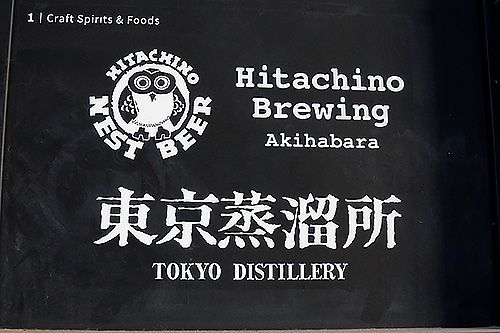 1 | Craft Spirits & Foods
HITACHINO
NEST BEER
Hitachino
Brewing
Akihabara
東京蒸溜所
TOKYO DISTILLERY